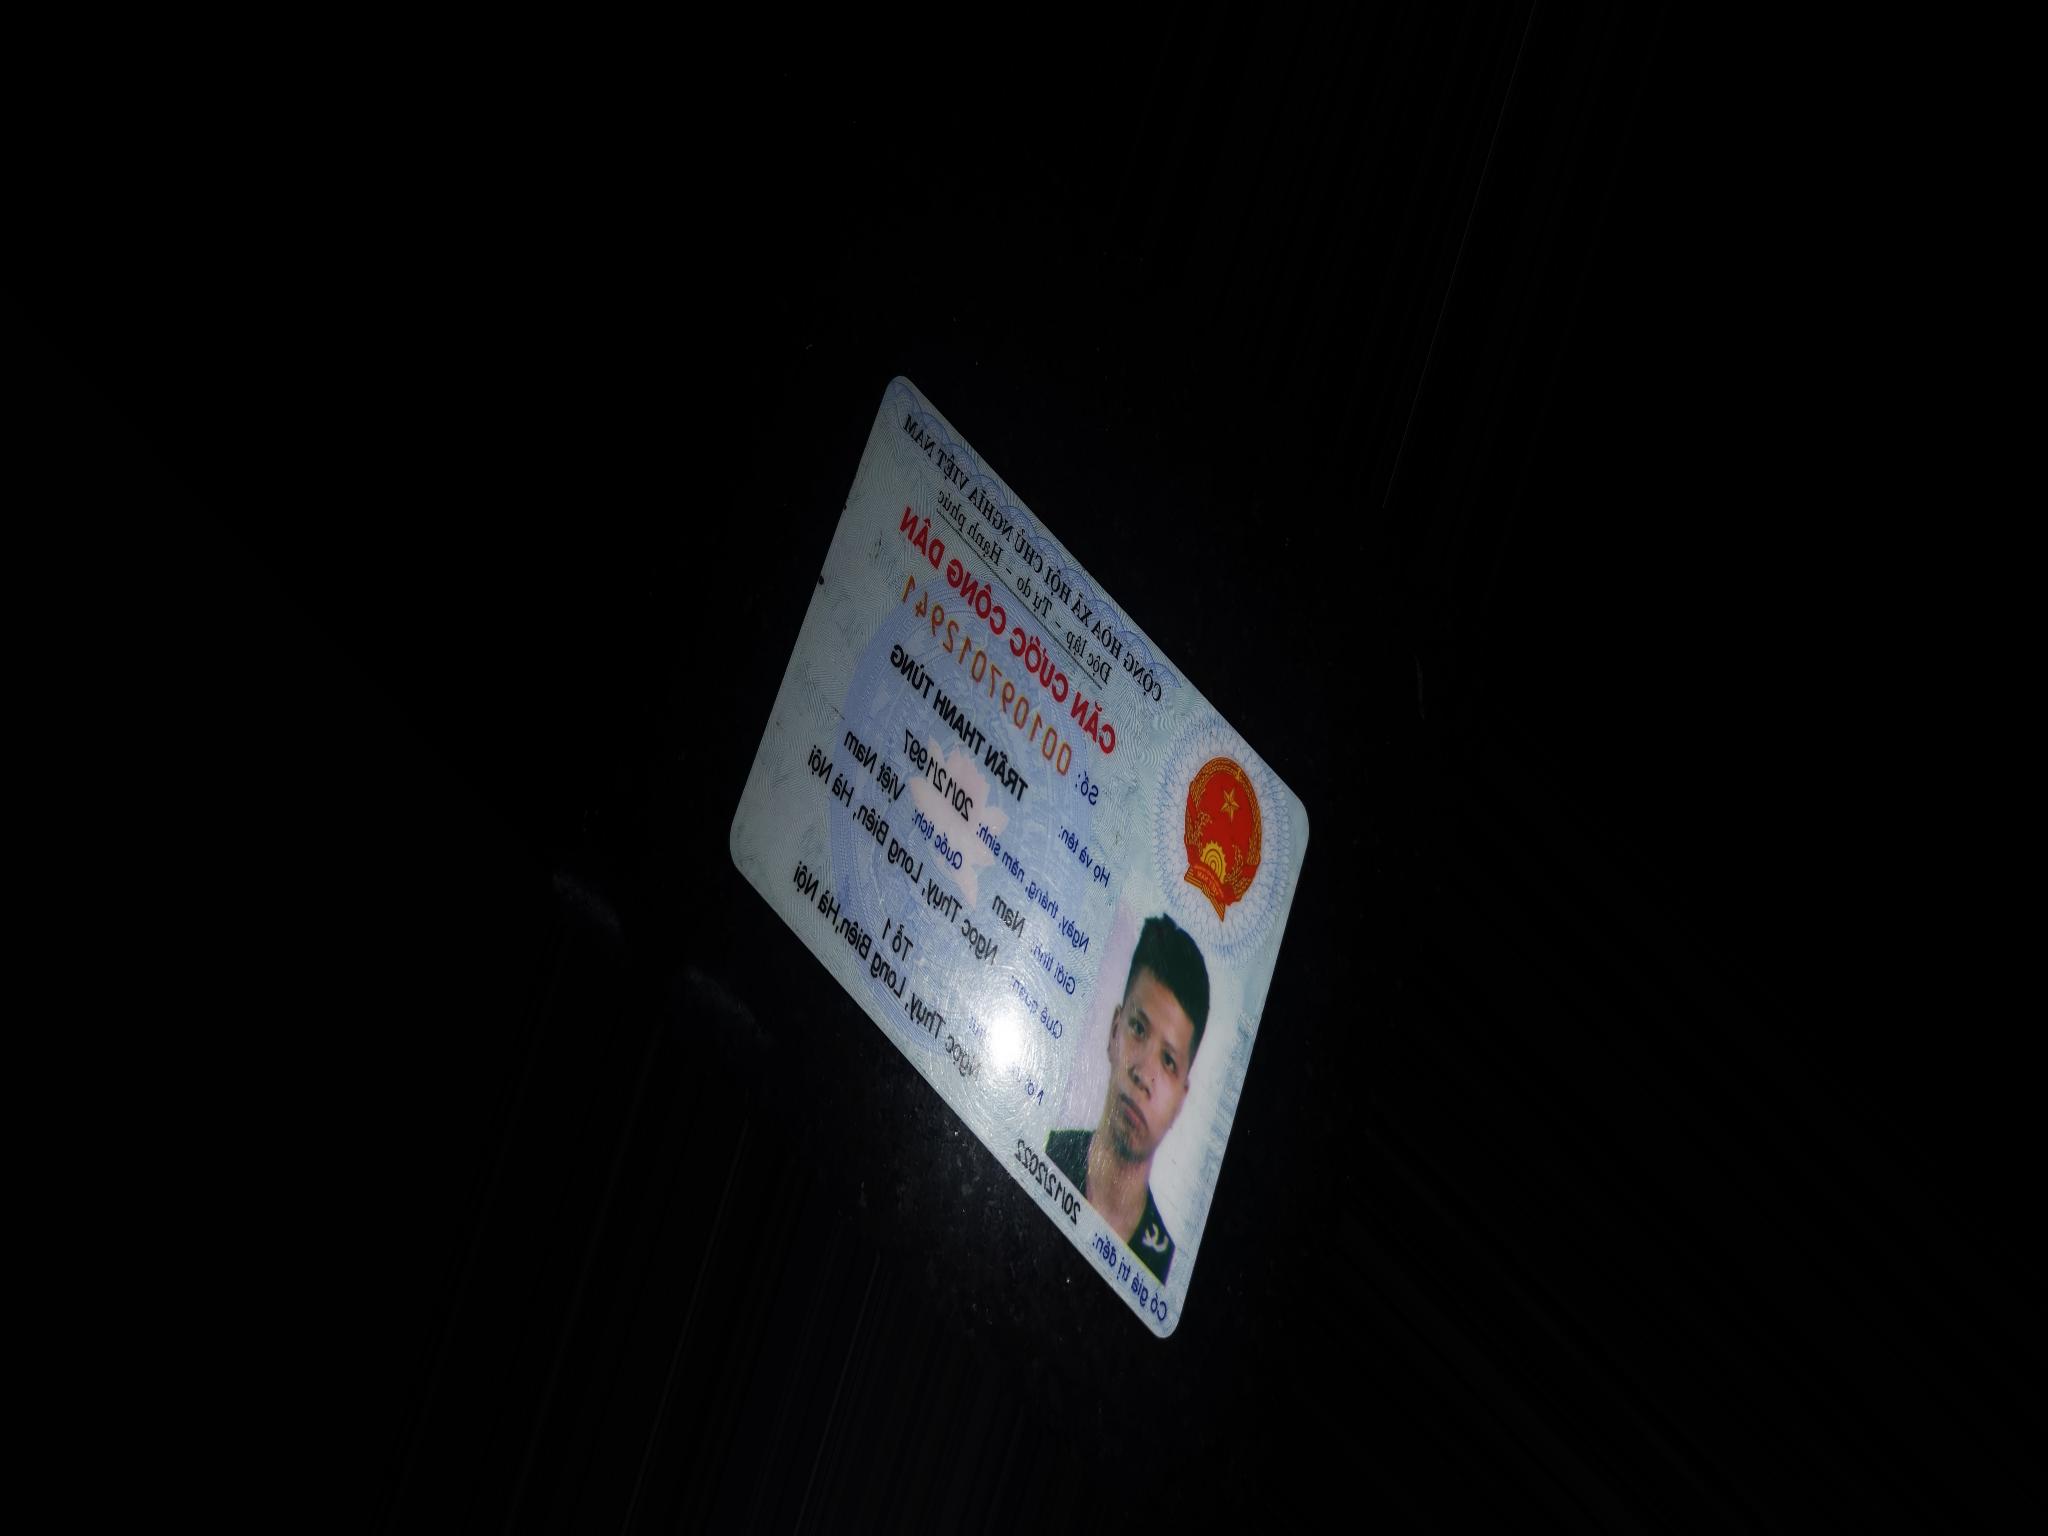 CỘNG HÒA XÃ HỘI CHỦ NGHĨA VIỆT NAM
Độc lập - Tự do - Hạnh phúc
CĂN CƯỚC CÔNG DÂN
Số: 001097012941
Họ và tên: TRẦN THANH TÙNG
Ngày, tháng, năm sinh: 20/12/1997
Giới tính: Nam Quốc tịch: Việt Nam
Quê quán: Ngọc Thụy, Long Biên, Hà Nội
Tổ 1
Ngọc Thụy, Long Biên, Hà Nội
Có giá trị đến: 20/12/2022